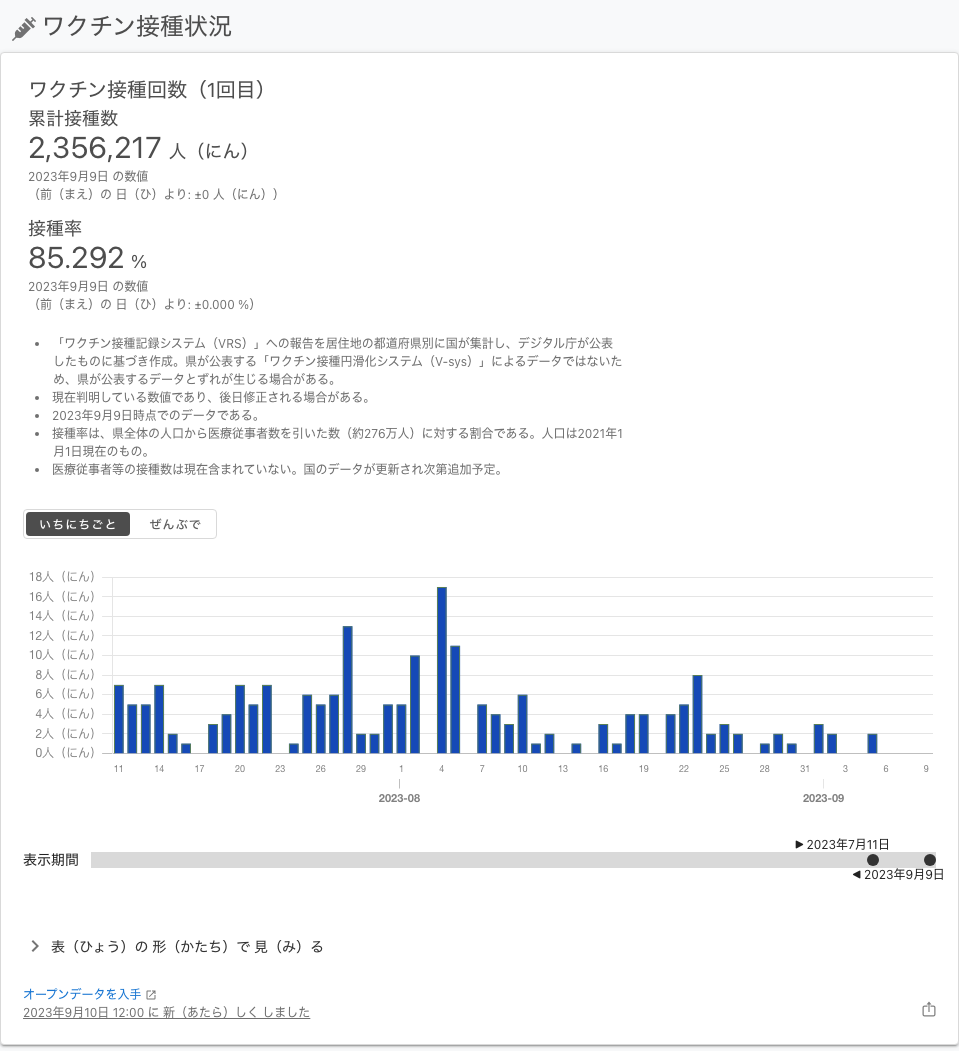 ワクチン接種状況
ワクチン接種回数（1回目）
累計接種数
2,356,217 人（にん）
2023年9月9日 の数値
（前（まえ）の 日（ひ）より: ±0 人（にん））
接種率
85.292 %
2023年9月9日 の数値
（前（まえ）の 日（ひ）より: ±0.000 %）
• 「ワクチン接種記録システム（VRS）」への報告を居住地の都道府県別に国が集計し、デジタル庁が公表
したものに基づき作成。県が公表する「ワクチン接種円滑化システム（V-sys）」によるデータではないた
め、県が公表するデータとずれが生じる場合がある。
• 現在判明している数値であり、後日修正される場合がある。
• 2023年9月9日時点でのデータである。
• 接種率は、県全体の人口から医療従事者数を引いた数（約276万人）に対する割合である。人口は2021年1
月1日現在のもの。
• 医療従事者等の接種数は現在含まれていない。国のデータが更新され次第追加予定。
いちにちごと ぜんぶで
18人（にん）
16人（にん）
14人（にん）
12人（にん）
10人（にん）
8人（にん）
6人（にん）
4人（にん）
2人（にん）
0人（にん）
11 14 17 20 23 26 29 1 4 7 10 13 16 19 22 25 28 31 3 6 9
2023-08 2023-09
▶ 2023年7月11日
表示期間
◀ 2023年9月9日
表（ひょう）の 形（かたち）で 見（み）る
オープンデータを入手
2023年9月10日 12:00 に 新（あたら）しく しました